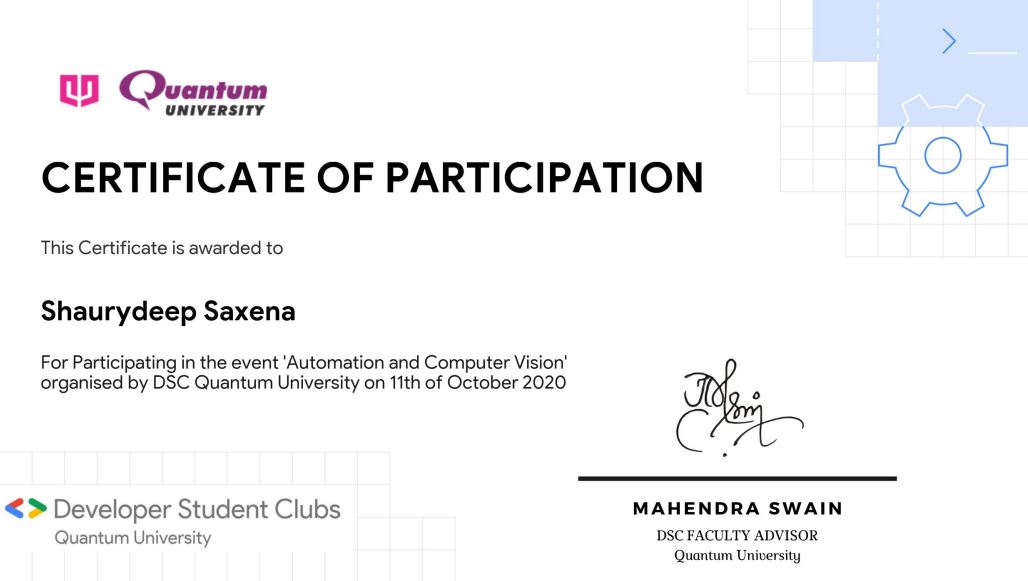 Quantum
UNIVERSITY
CERTIFICATE OF PARTICIPATION
This Certificate is awarded to
Shaurydeep Saxena
For Participating in the event 'Automation and Computer Vision'
organised by DSC Quantum University on 11th of October 2020
MAHENDRA SWAIN
DSC FACULTY ADVISOR
Quantum University
Developer Student Clubs
Quantum University